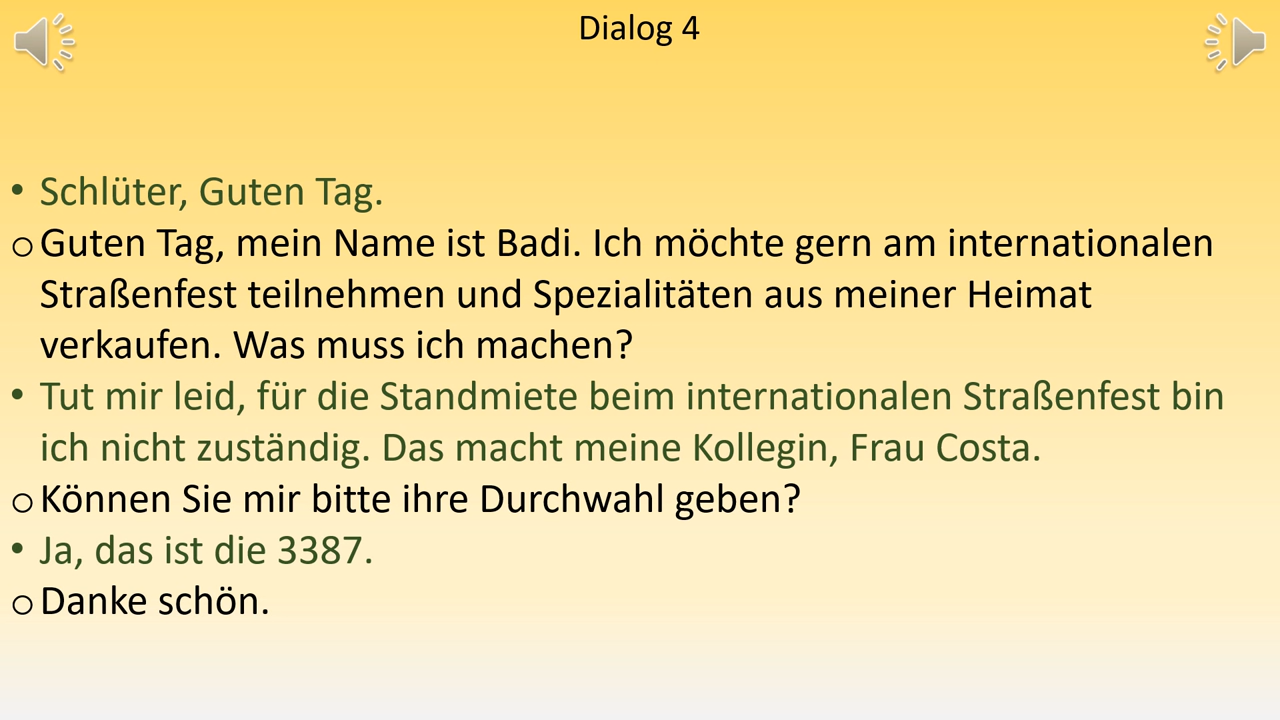 Dialog 4
• Schlüter, Guten Tag.
o Guten Tag, mein Name ist Badi. Ich möchte gern am internationalen
Straßenfest teilnehmen und Spezialitäten aus meiner Heimat
verkaufen. Was muss ich machen?
• Tut mir leid, für die Standmiete beim internationalen Straßenfest bin
ich nicht zuständig. Das macht meine Kollegin, Frau Costa.
o Können Sie mir bitte ihre Durchwahl geben?
• Ja, das ist die 3387.
o Danke schön.